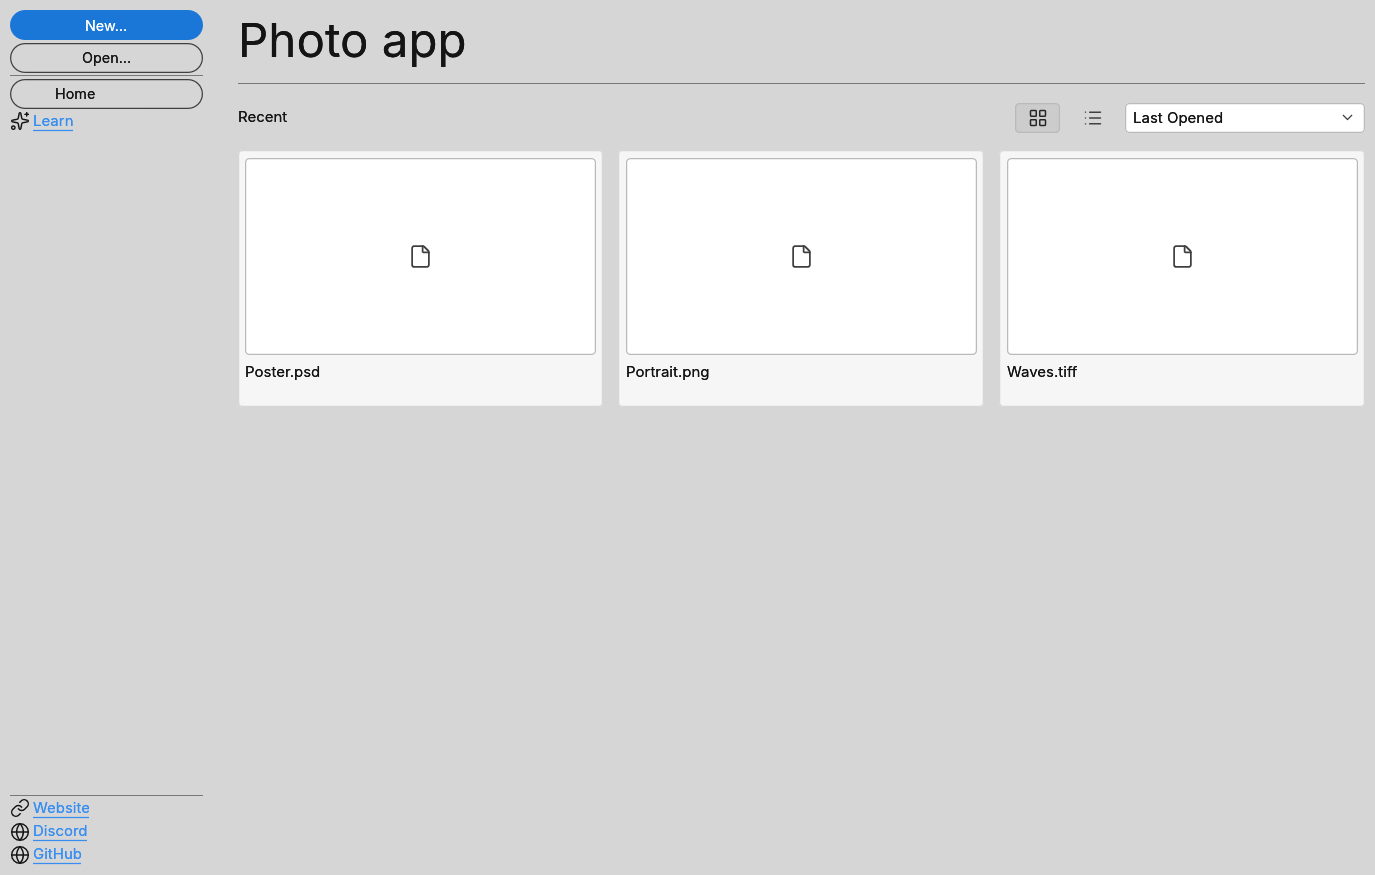 New...
Open...
Home
Learn
Photo app
Recent
Last Opened
Poster.psd
Portrait.png
Waves.tiff
Website
Discord
GitHub